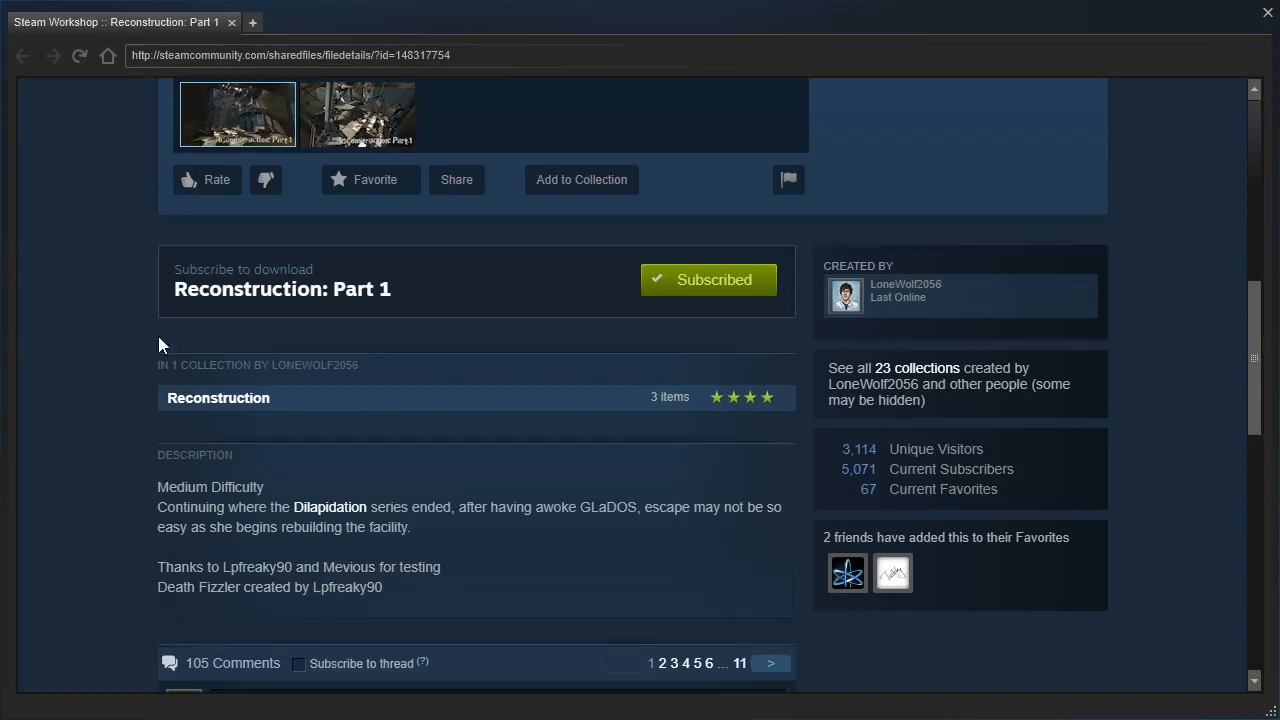 Steam Workshop :: Reconstruction: Part 1
http://steamcommunity.com/sharedfiles/filedetails/?id=148317754
Reconstruction: Part 1
Rate
Favorite
Share
Add to Collection
Subscribe to download
Reconstruction: Part 1
Subscribed
IN 1 COLLECTION BY LONEWOLF2056
Reconstruction
3 items
DESCRIPTION
Medium Difficulty
Continuing where the Dilapidation series ended, after having awoke GLaDOS, escape may not be so
easy as she begins rebuilding the facility.
Thanks to Lpfreaky90 and Mevious for testing
Death Fizzler created by Lpfreaky90
105 Comments
Subscribe to thread (?)
1 2 3 4 5 6 ... 11 >
CREATED BY
LoneWolf2056
Last Online
See all 23 collections created by
LoneWolf2056 and other people (some
may be hidden)
3,114 Unique Visitors
5,071 Current Subscribers
67 Current Favorites
2 friends have added this to their Favorites